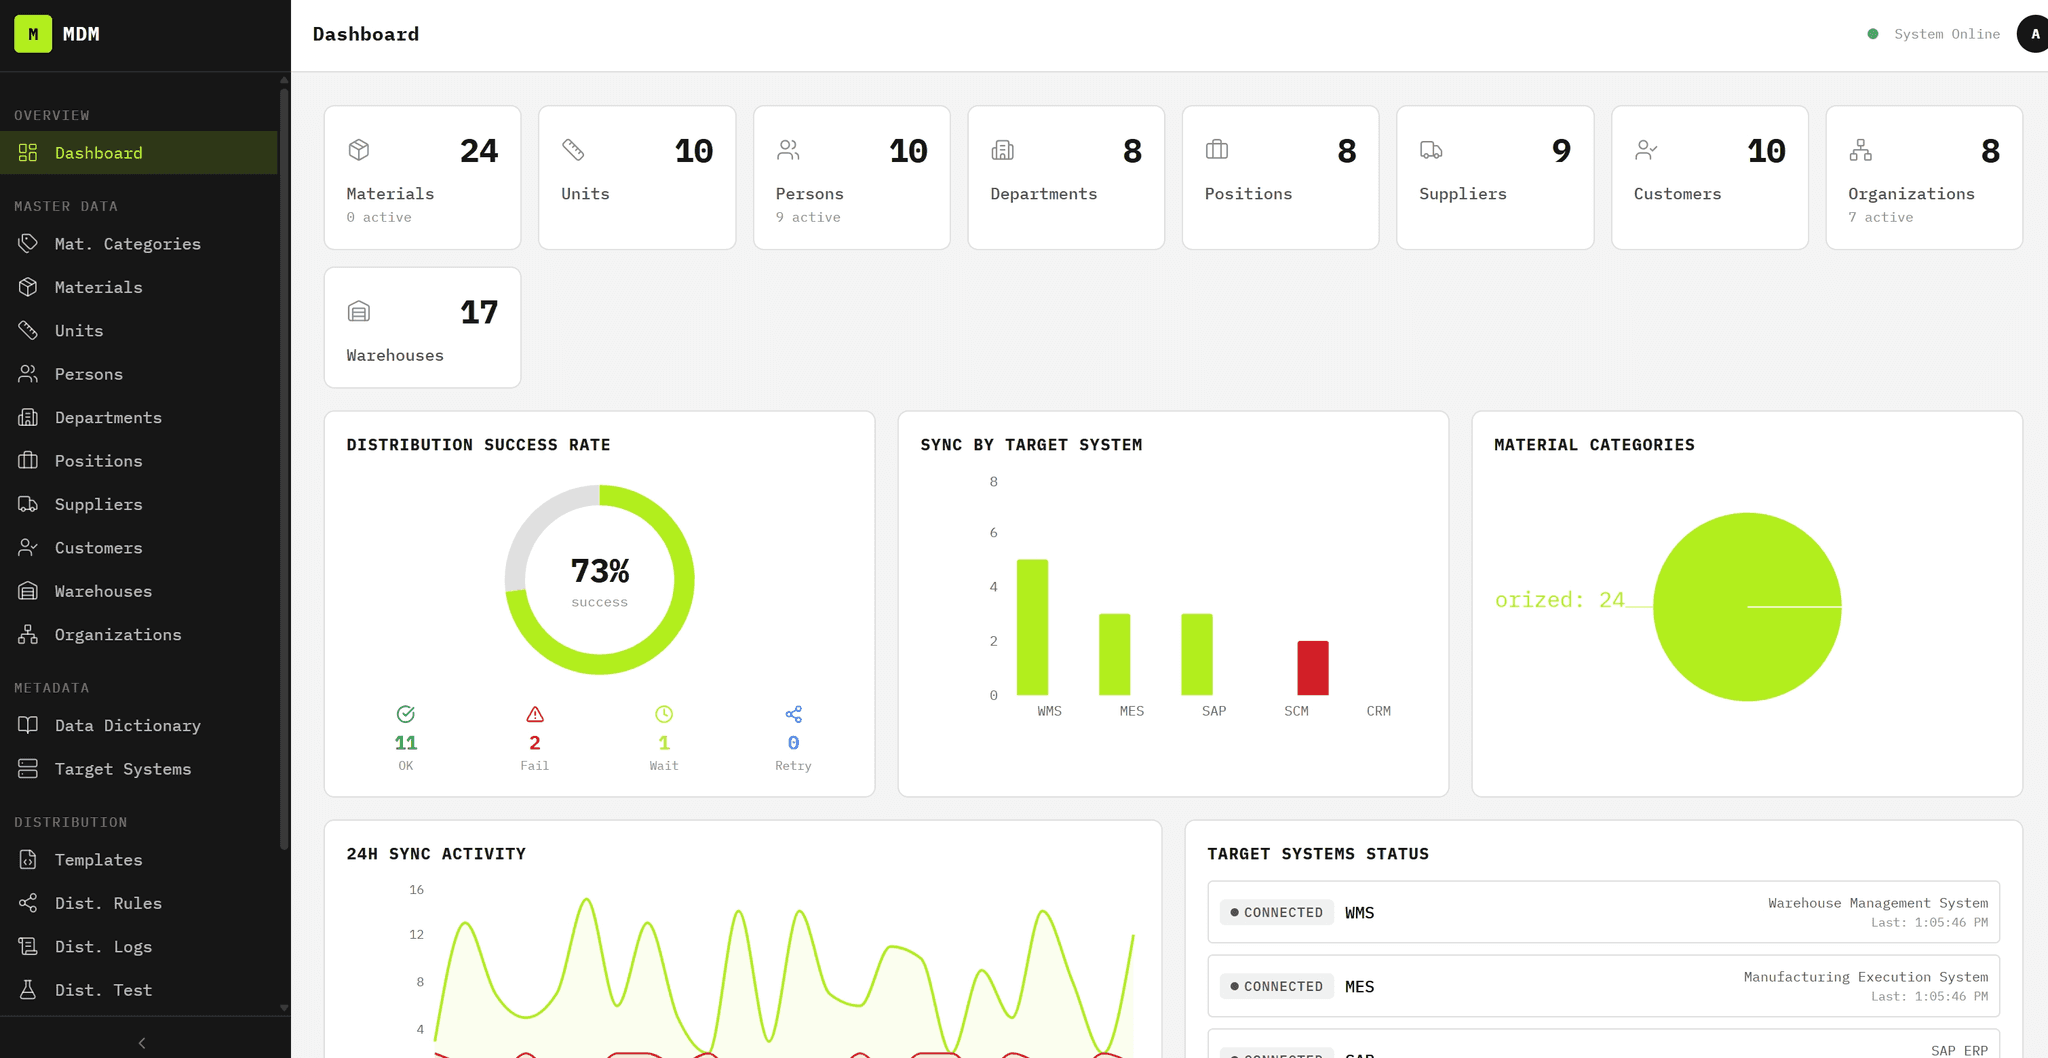 M MDM
OVERVIEW
Dashboard
MASTER DATA
Mat. Categories
Materials
Units
Persons
Departments
Positions
Suppliers
Customers
Warehouses
Organizations
METADATA
Data Dictionary
Target Systems
DISTRIBUTION
Templates
Dist. Rules
Dist. Logs
Dist. Test
Dashboard
System Online
A
24
Materials
0 active
10
Units
10
Persons
9 active
8
Departments
8
Positions
9
Suppliers
10
Customers
8
Organizations
7 active
17
Warehouses
DISTRIBUTION SUCCESS RATE
73%
success
11
OK
2
Fail
1
Wait
0
Retry
SYNC BY TARGET SYSTEM
8
6
4
2
0
WMS MES SAP SCM CRM
MATERIAL CATEGORIES
orized: 24
24H SYNC ACTIVITY
16
12
8
4
TARGET SYSTEMS STATUS
CONNECTED WMS
Warehouse Management System
Last: 1:05:46 PM
CONNECTED MES
Manufacturing Execution System
Last: 1:05:46 PM
CONNECTED SAP
SAP ERP